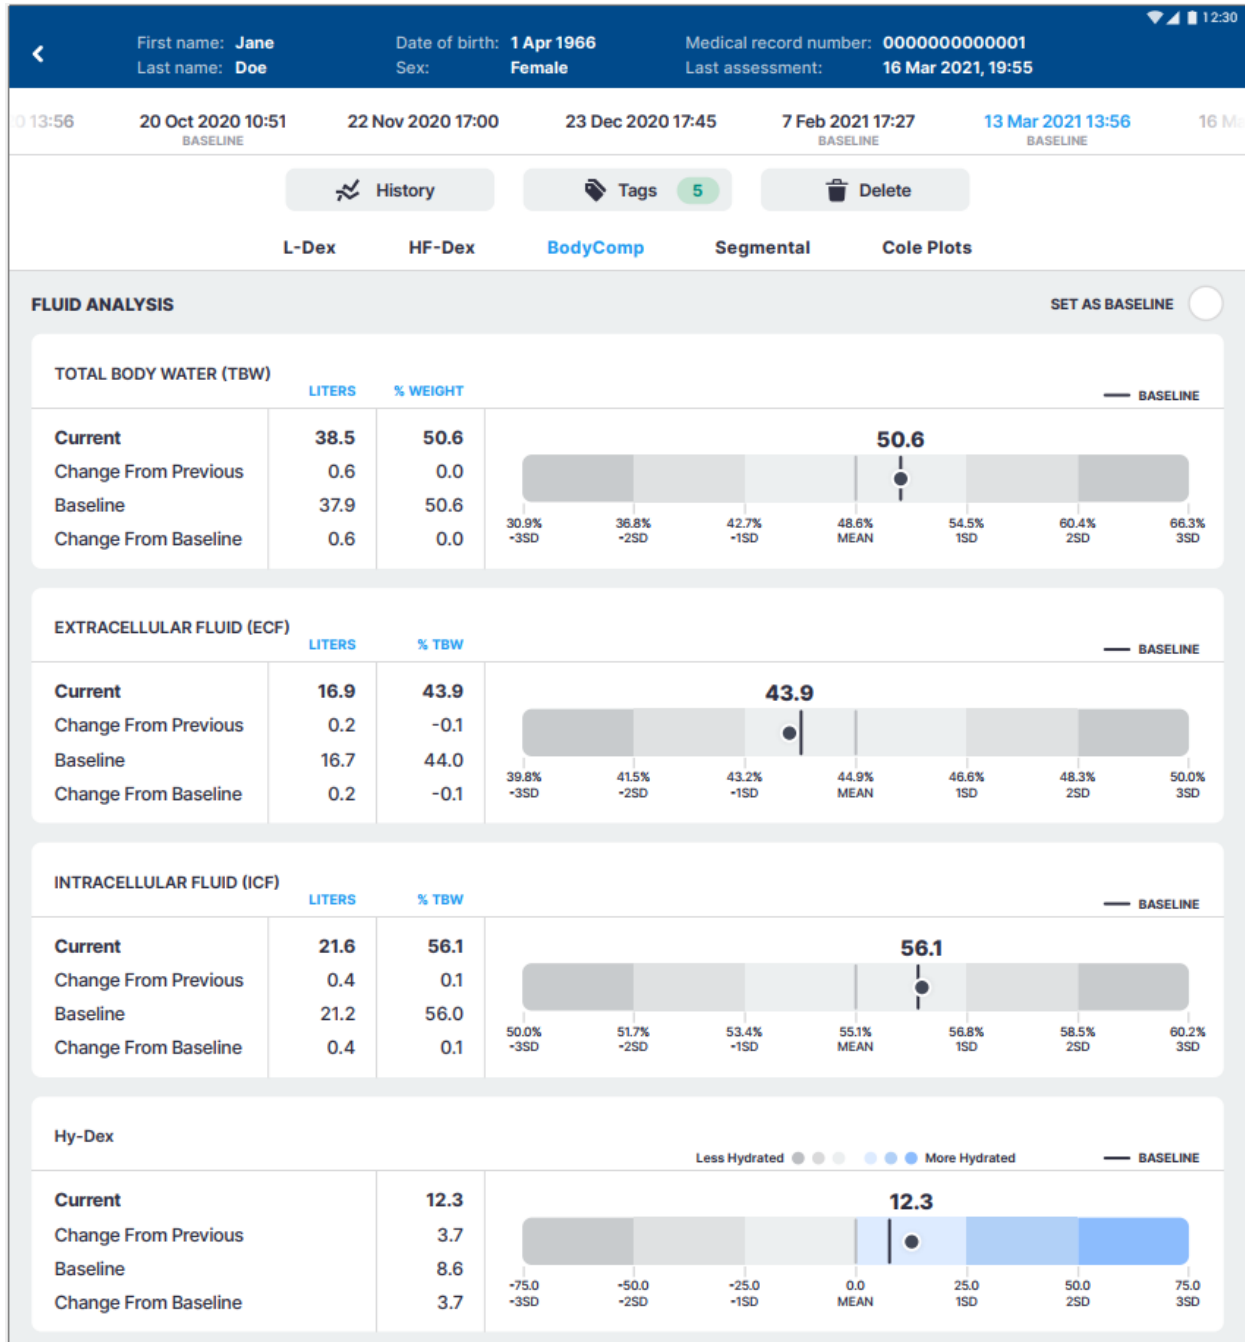 12:30
First name: Jane Date of birth: 1 Apr 1966 Medical record number: 0000000000001
Last name: Doe Sex: Female Last assessment: 16 Mar 2021, 19:55
0 13:56 20 Oct 2020 10:51 22 Nov 2020 17:00 23 Dec 2020 17:45 7 Feb 2021 17:27 13 Mar 2021 13:56 16 Ma
BASELINE BASELINE BASELINE
History Tags 5 Delete
L-Dex HF-Dex BodyComp Segmental Cole Plots
FLUID ANALYSIS SET AS BASELINE
TOTAL BODY WATER (TBW)
LITERS % WEIGHT BASELINE
Current 38.5 50.6 50.6
Change From Previous 0.6 0.0
Baseline 37.9 50.6
30.9% 36.8% 42.7% 48.6% 54.5% 60.4% 66.3%
-3SD -2SD -1SD MEAN 1SD 2SD 3SD
Change From Baseline 0.6 0.0
EXTRACELLULAR FLUID (ECF)
LITERS % TBW BASELINE
Current 16.9 43.9 43.9
Change From Previous 0.2 -0.1
Baseline 16.7 44.0
39.8% 41.5% 43.2% 44.9% 46.6% 48.3% 50.0%
-3SD -2SD -1SD MEAN 1SD 2SD 3SD
Change From Baseline 0.2 -0.1
INTRACELLULAR FLUID (ICF)
LITERS % TBW BASELINE
Current 21.6 56.1 56.1
Change From Previous 0.4 0.1
Baseline 21.2 56.0
50.0% 51.7% 53.4% 55.1% 56.8% 58.5% 60.2%
-3SD -2SD -1SD MEAN 1SD 2SD 3SD
Change From Baseline 0.4 0.1
Hy-Dex
Less Hydrated More Hydrated BASELINE
Current 12.3 12.3
Change From Previous 3.7
Baseline 8.6
-75.0 -50.0 -25.0 0.0 25.0 50.0 75.0
-3SD -2SD -1SD MEAN 1SD 2SD 3SD
Change From Baseline 3.7